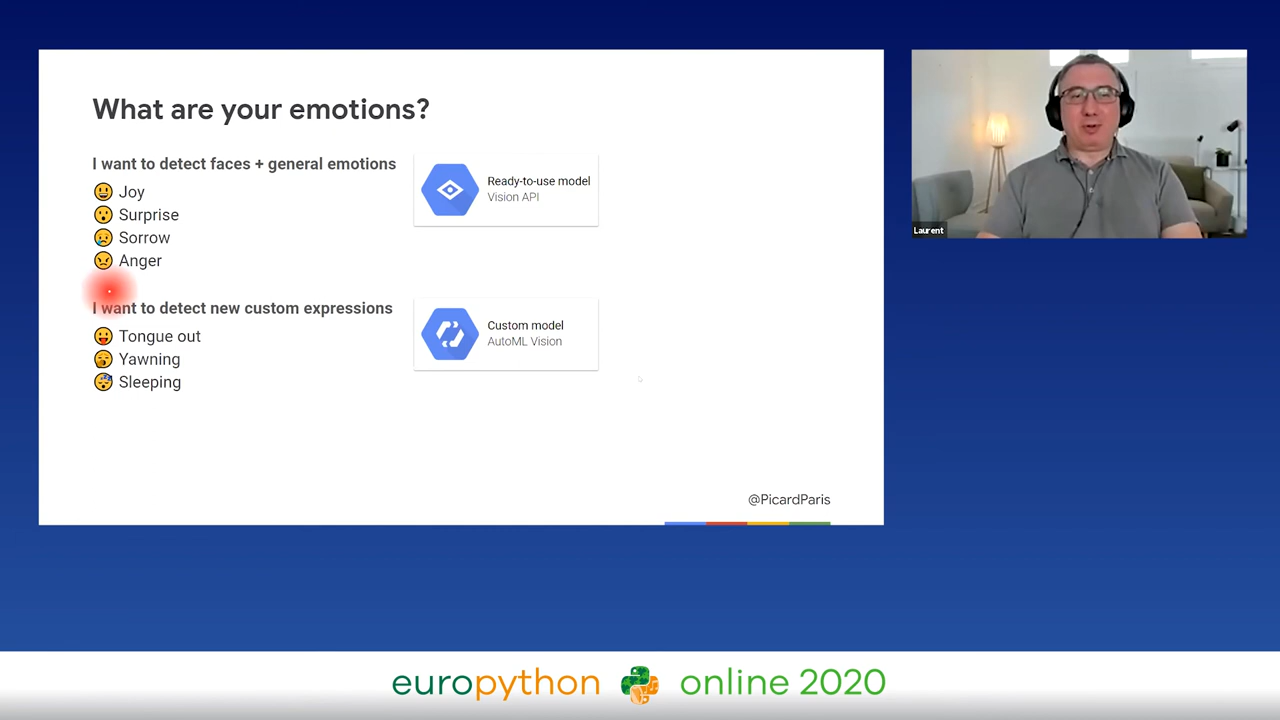 What are your emotions?
I want to detect faces + general emotions
Joy
Surprise
Sorrow
Anger
Ready-to-use model
Vision API
I want to detect new custom expressions
Tongue out
Yawning
Sleeping
Custom model
AutoML Vision
@PicardParis
Laurent
europython online 2020